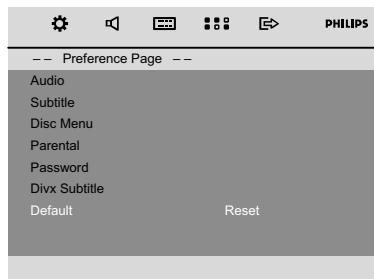 PHILIPS
-- Preference Page --
Audio
Subtitle
Disc Menu
Parental
Password
Divx Subtitle
Default Reset